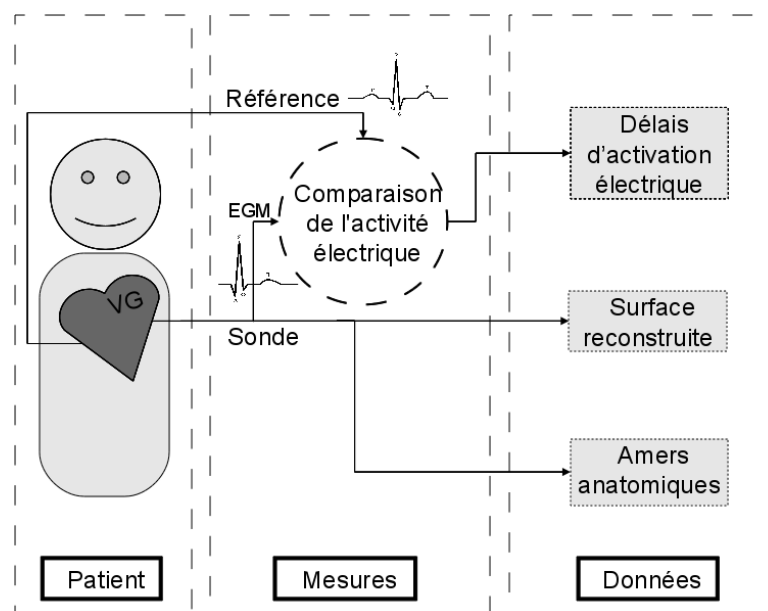 Référence
Délais
d'activation
électrique
Comparaison
de l'activité
électrique
EGM
VG
Sonde
Surface
reconstruite
Amers
anatomiques
Patient
Mesures
Données